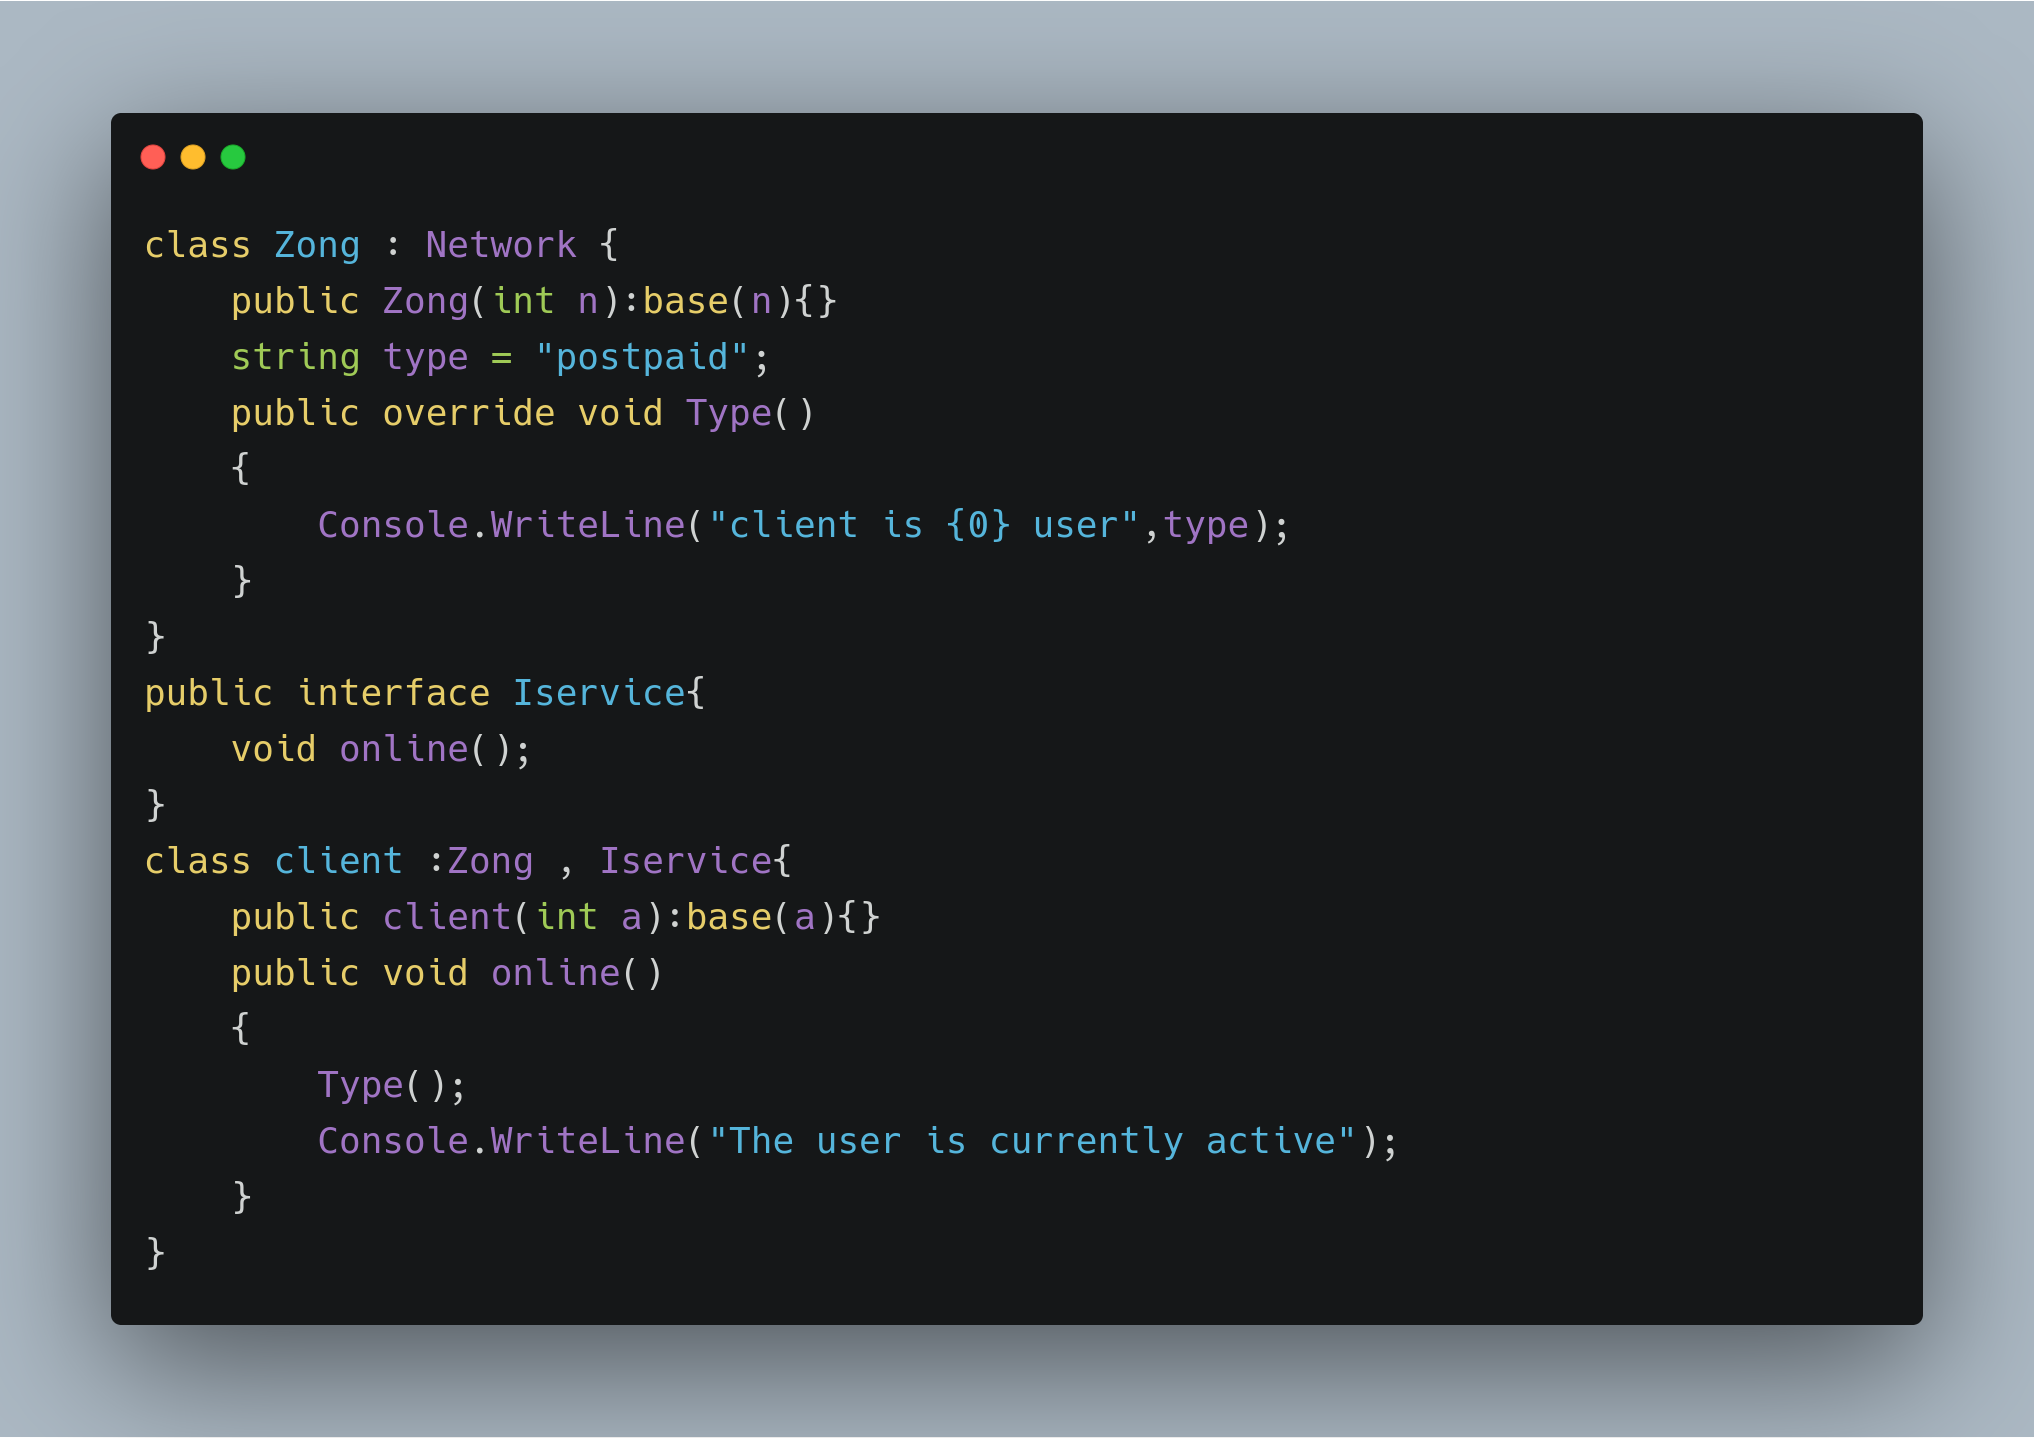 class Zong : Network {
    public Zong(int n):base(n){}
    string type = "postpaid";
    public override void Type()
    {
        Console.WriteLine("client is {0} user",type);
    }
}
public interface Iservice{
    void online();
}
class client :Zong , Iservice{
    public client(int a):base(a){}
    public void online()
    {
        Type();
        Console.WriteLine("The user is currently active");
    }
}